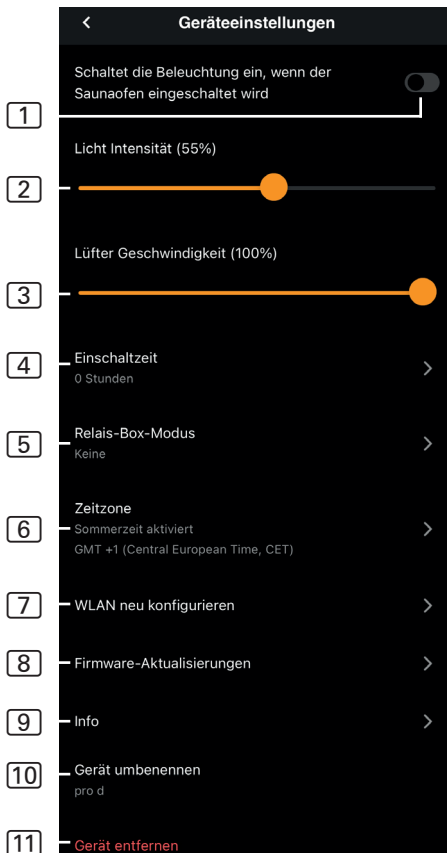 Geräteeinstellungen
Schaltet die Beleuchtung ein, wenn der
Saunaofen eingeschaltet wird
1
Licht Intensität (55%)
2
Lüfter Geschwindigkeit (100%)
3
4
Einschaltzeit
0 Stunden
5
Relais-Box-Modus
Keine
6
Zeitzone
Sommerzeit aktiviert
GMT +1 (Central European Time, CET)
7
WLAN neu konfigurieren
8
Firmware-Aktualisierungen
9
Info
10
Gerät umbenennen
pro d
11
Gerät entfernen